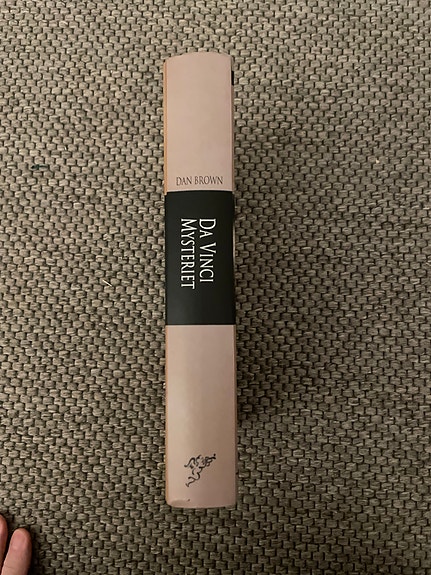 DAN BROWN
DA VINCI
MYSTERIET